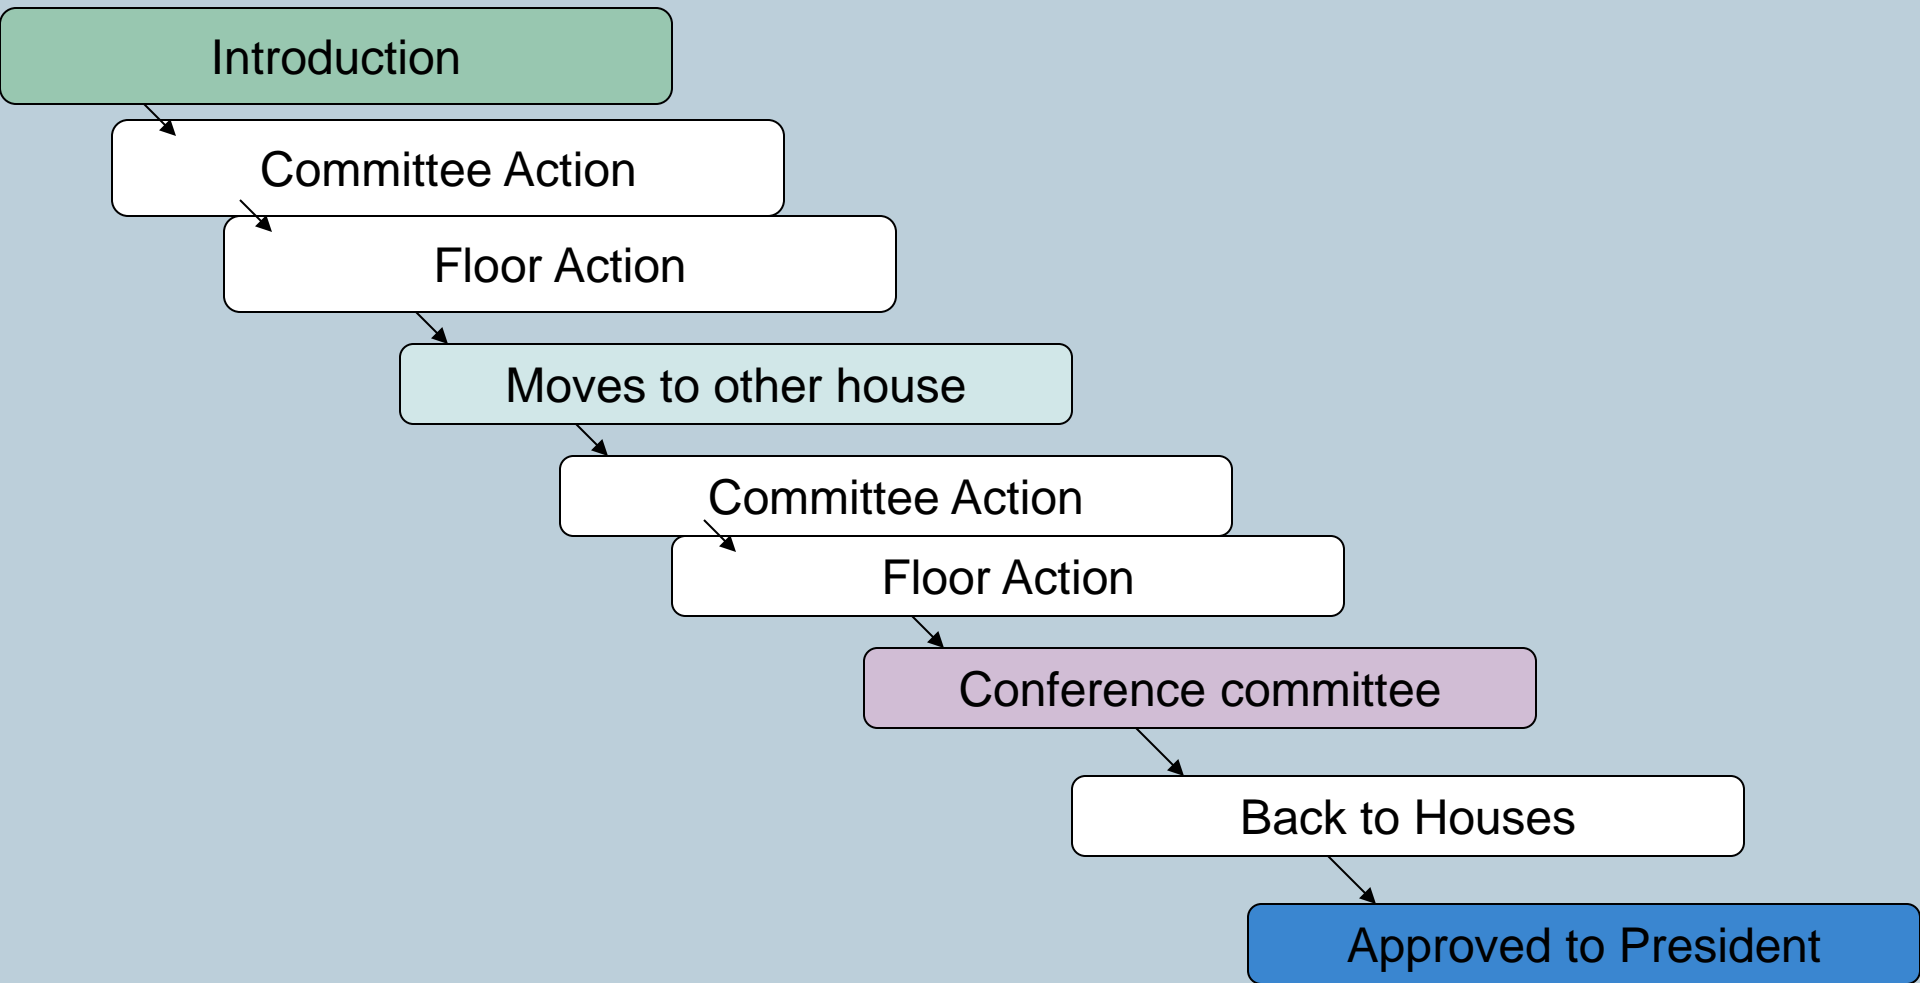 Introduction
Committee Action
Floor Action
Moves to other house
Committee Action
Floor Action
Conference committee
Back to Houses
Approved to President